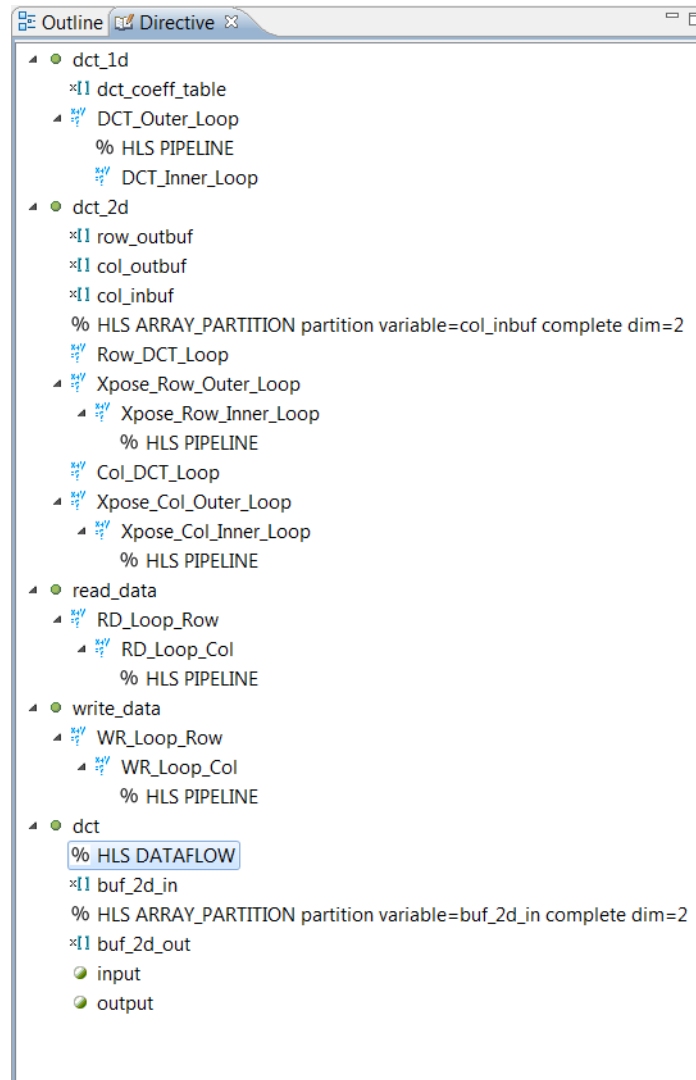 Outline Directive
dct_1d
dct_coeff_table
DCT_Outer_Loop
% HLS PIPELINE
DCT_Inner_Loop
dct_2d
row_outbuf
col_outbuf
col_inbuf
% HLS ARRAY_PARTITION partition variable=col_inbuf complete dim=2
Row_DCT_Loop
Xpose_Row_Outer_Loop
Xpose_Row_Inner_Loop
% HLS PIPELINE
Col_DCT_Loop
Xpose_Col_Outer_Loop
Xpose_Col_Inner_Loop
% HLS PIPELINE
read_data
RD_Loop_Row
RD_Loop_Col
% HLS PIPELINE
write_data
WR_Loop_Row
WR_Loop_Col
% HLS PIPELINE
dct
% HLS DATAFLOW
buf_2d_in
% HLS ARRAY_PARTITION partition variable=buf_2d_in complete dim=2
buf_2d_out
input
output